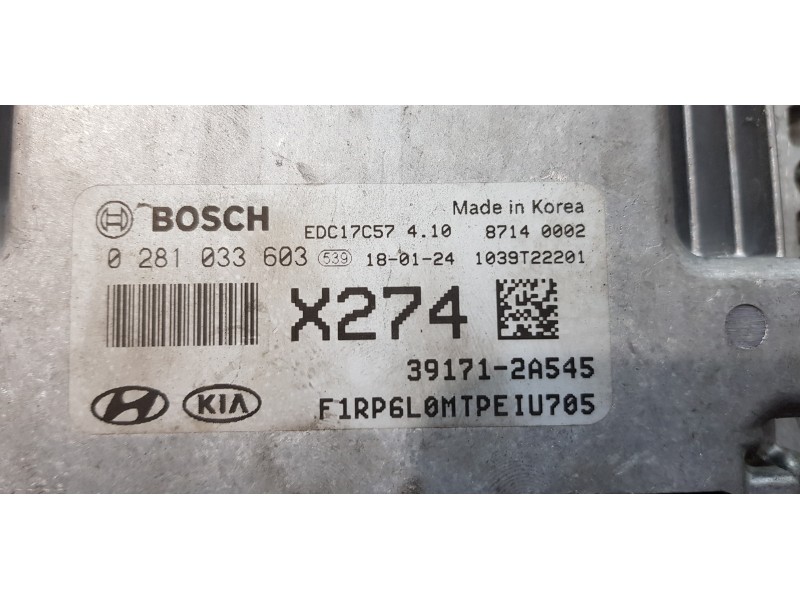 BOSCH
Made in Korea
EDC17C57 4.10 8714 0002
0 281 033 603 539 18-01-24 1039T22201
X274
39171-2A545
KIA
F1RP6L0MTPEIU705